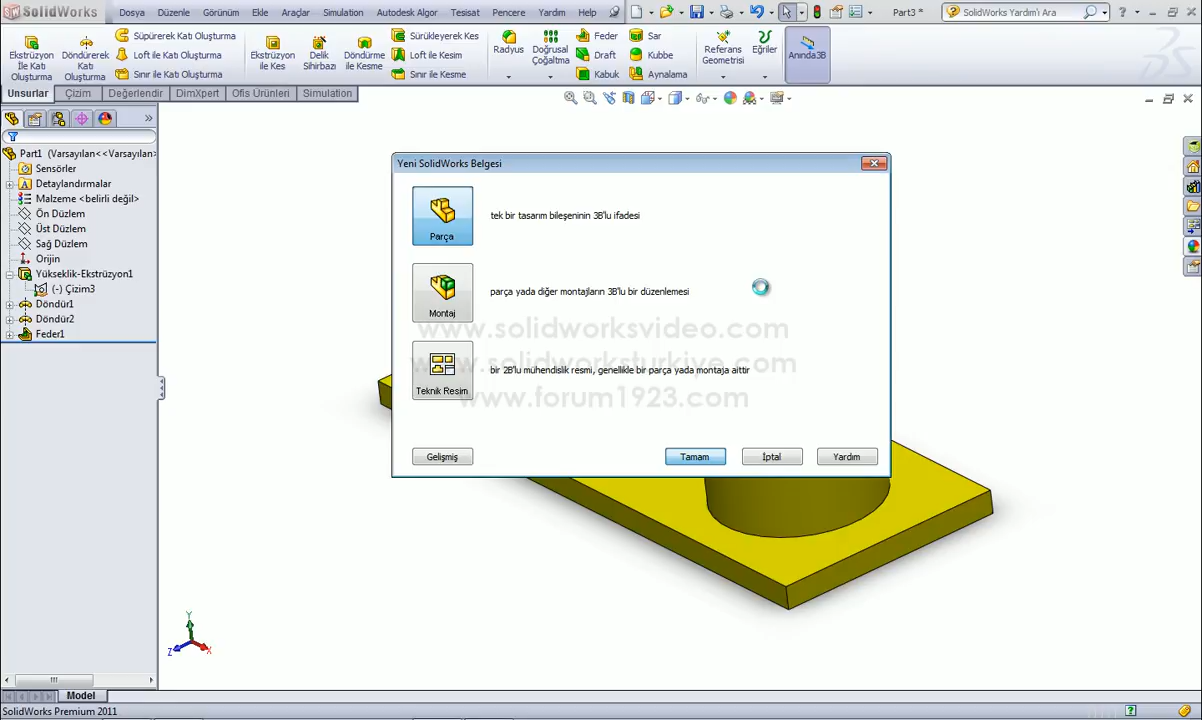 SolidWorks
Dosya
Düzenle
Görünüm
Ekle
Araçlar
Simulation
Autodesk Algor
Tesisat
Pencere
Yardım
Help
Part3 *
SolidWorks Yardım'ı Ara
Ekstrüzyon İle Katı Oluşturma
Döndürerek Katı Oluşturma
Süpürerek Katı Oluşturma
Loft ile Katı Oluşturma
Sınır ile Katı Oluşturma
Ekstrüzyon ile Kes
Delik Sihirbazı
Döndürme ile Kesme
Sürükleyerek Kes
Loft ile Kesim
Sınır ile Kesme
Radyus
Doğrusal Çoğaltma
Feder
Draft
Kabuk
Sar
Kubbe
Aynalama
Referans Geometrisi
Eğriler
Anında3B
Unsurlar
Çizim
Değerlendir
DimXpert
Ofis Ürünleri
Simulation
Part1 (Varsayılan<<Varsayılan>
Sensörler
Detaylandırmalar
Malzeme <belirli değil>
Ön Düzlem
Üst Düzlem
Sağ Düzlem
Orijin
Yükseklik-Ekstrüzyon1
(-) Çizim3
Döndür1
Döndür2
Feder1
Yeni SolidWorks Belgesi
Parça
tek bir tasarım bileşeninin 3B'lu ifadesi
Montaj
parça yada diğer montajların 3B'lu bir düzenlemesi
www.solidworksvideo.com
www.solidworksturkiye.com
Teknik Resim
bir 2B'lu mühendislik resmi, genellikle bir parça yada montaja aittir
www.forum1923.com
Gelişmiş
Tamam
İptal
Yardım
Y
Z
X
Model
SolidWorks Premium 2011